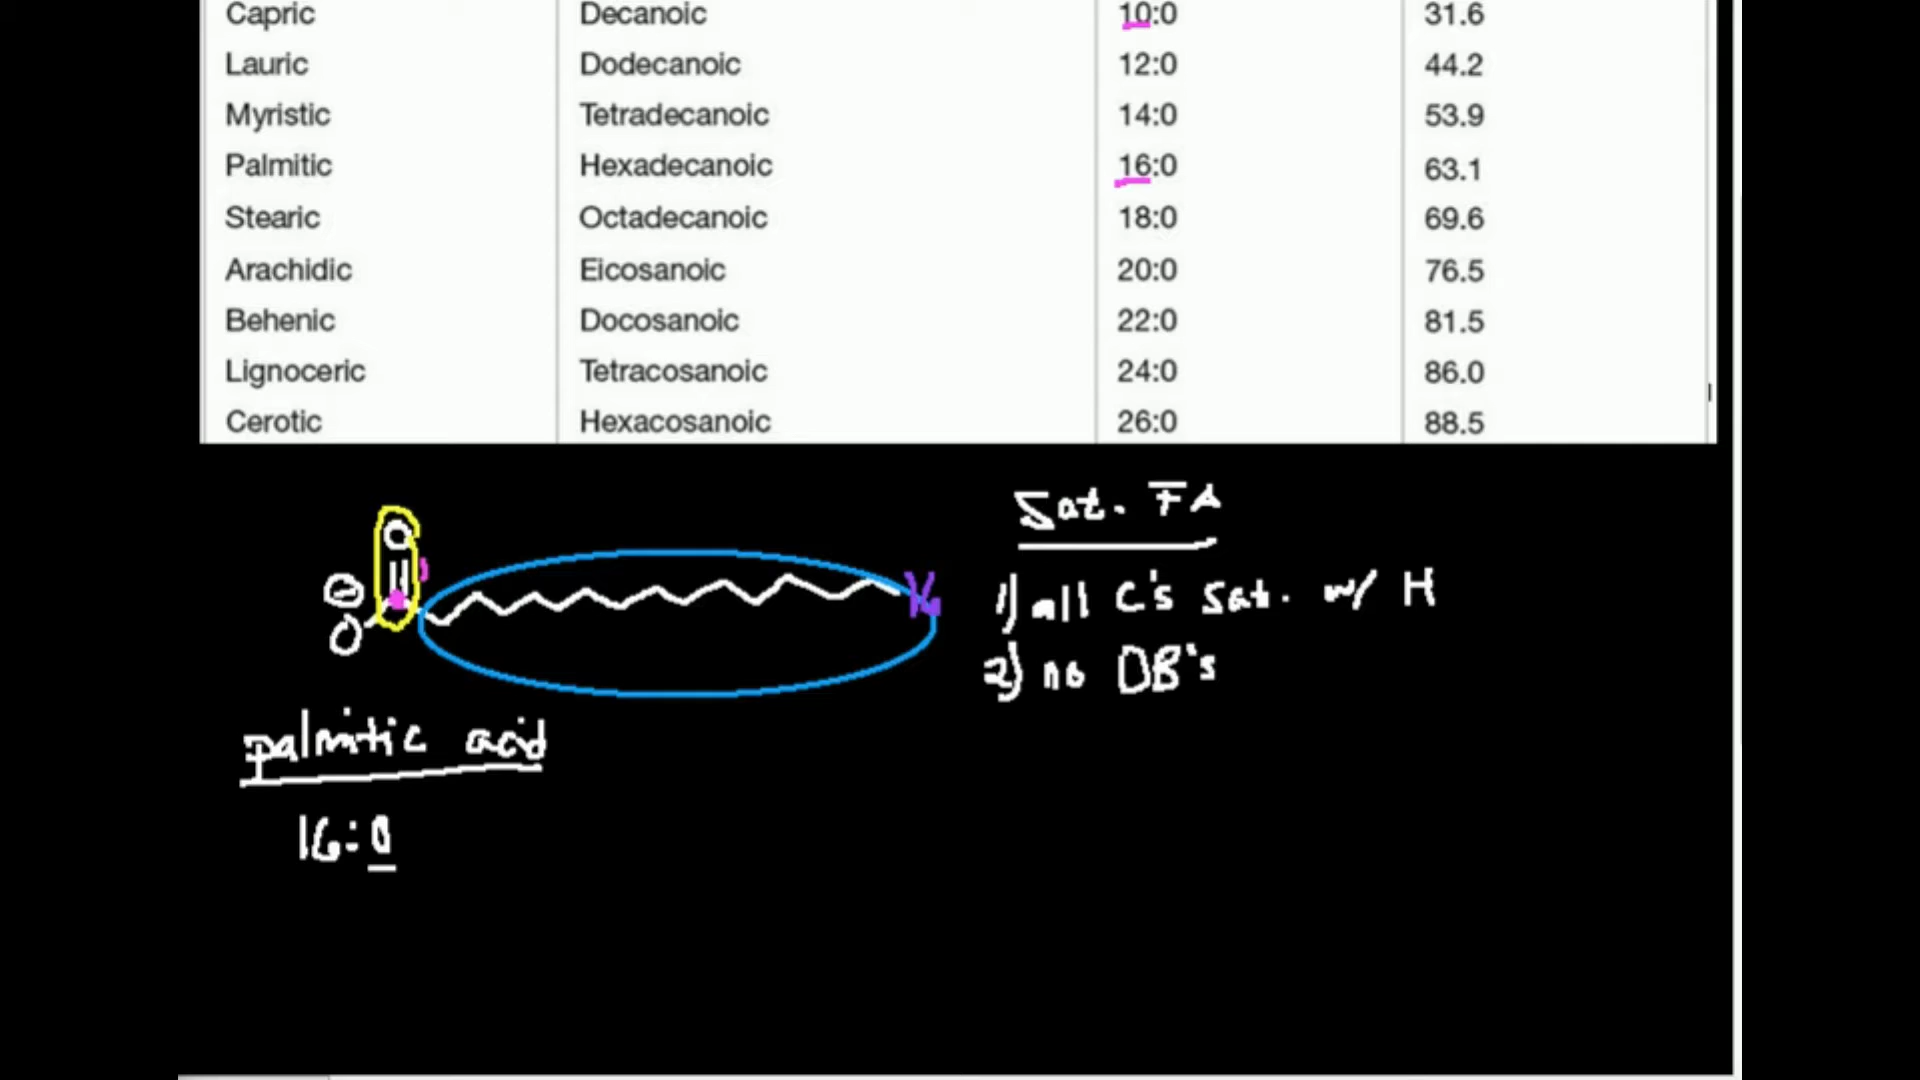 Capric Decanoic 10:0 31.6
Lauric Dodecanoic 12:0 44.2
Myristic Tetradecanoic 14:0 53.9
Palmitic Hexadecanoic 16:0 63.1
Stearic Octadecanoic 18:0 69.6
Arachidic Eicosanoic 20:0 76.5
Behenic Docosanoic 22:0 81.5
Lignoceric Tetracosanoic 24:0 86.0
Cerotic Hexacosanoic 26:0 88.5
Sat. FA
O
1
16
O
1) all C's sat. w/ H
2) no DB's
palmitic acid
16:0